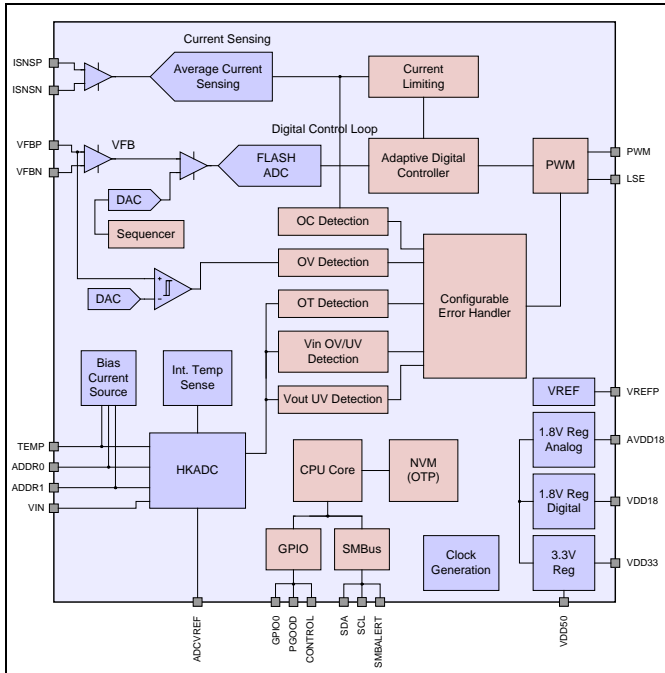 Current Sensing
ISNSP
ISNSN
Average Current
Sensing
Current
Limiting
Digital Control Loop
VFBP
VFBN
VFB
FLASH
ADC
Adaptive Digital
Controller
PWM
PWM
LSE
DAC
Sequencer
OC Detection
OV Detection
DAC
+
-
OT Detection
Configurable
Error Handler
Vin OV/UV
Detection
Vout UV Detection
Bias
Current
Source
Int. Temp
Sense
VREF
VREFP
TEMP
ADDR0
ADDR1
VIN
HKADC
1.8V Reg
Analog
AVDD18
CPU Core
NVM
(OTP)
1.8V Reg
Digital
VDD18
GPIO
SMBus
Clock
Generation
3.3V
Reg
VDD33
ADCVREF
GPIO0
PGOOD
CONTROL
SDA
SCL
SMBALERT
VDD50